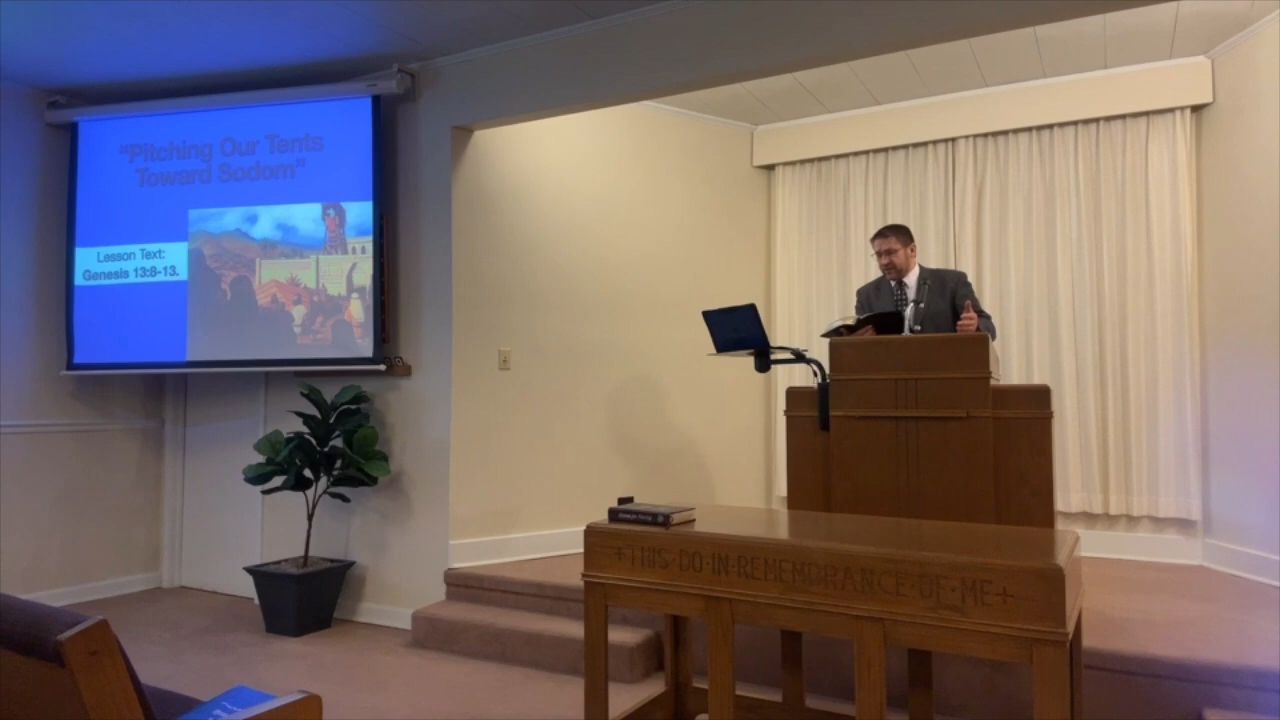 "Pitching Our Tents
Toward Sodom"
Lesson Text:
Genesis 13:8-13.
+THIS·DO·IN·REMEMBRANCE·OF·ME+